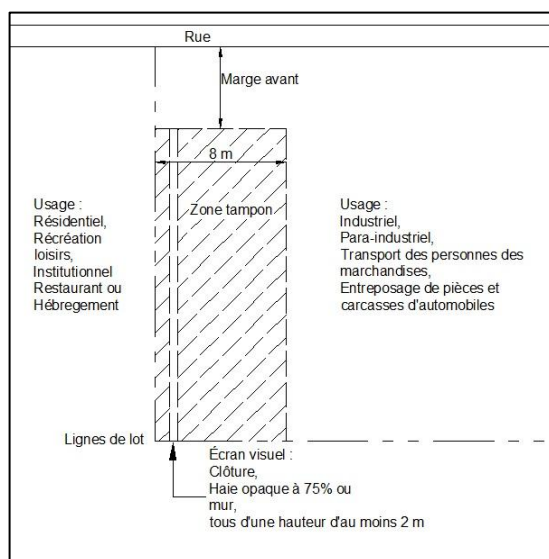 Rue
Marge avant
8 m
Zone tampon
Usage :
Résidentiel,
Récréation
loisirs,
Institutionnel
Restaurant ou
Hébregement
Usage :
Industriel,
Para-industriel,
Transport des personnes des
marchandises,
Entreposage de pièces et
carcasses d'automobiles
Lignes de lot
Écran visuel :
Clôture,
Haie opaque à 75% ou
mur,
tous d'une hauteur d'au moins 2 m